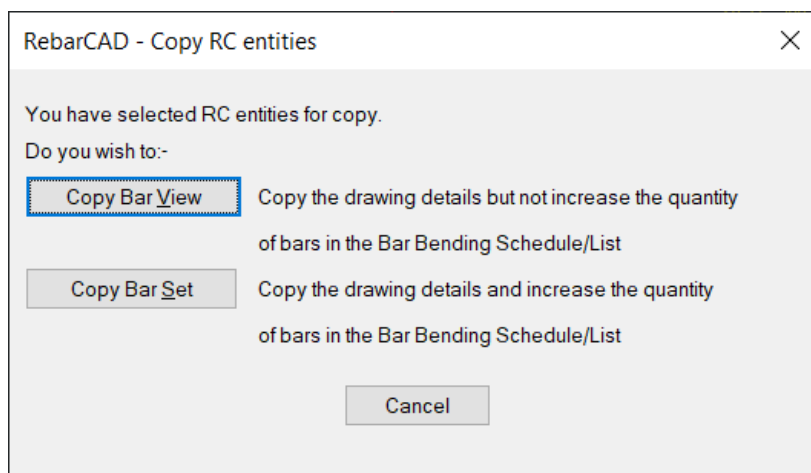 RebarCAD - Copy RC entities
You have selected RC entities for copy.
Do you wish to:-
Copy Bar View Copy the drawing details but not increase the quantity
of bars in the Bar Bending Schedule/List
Copy Bar Set Copy the drawing details and increase the quantity
of bars in the Bar Bending Schedule/List
Cancel